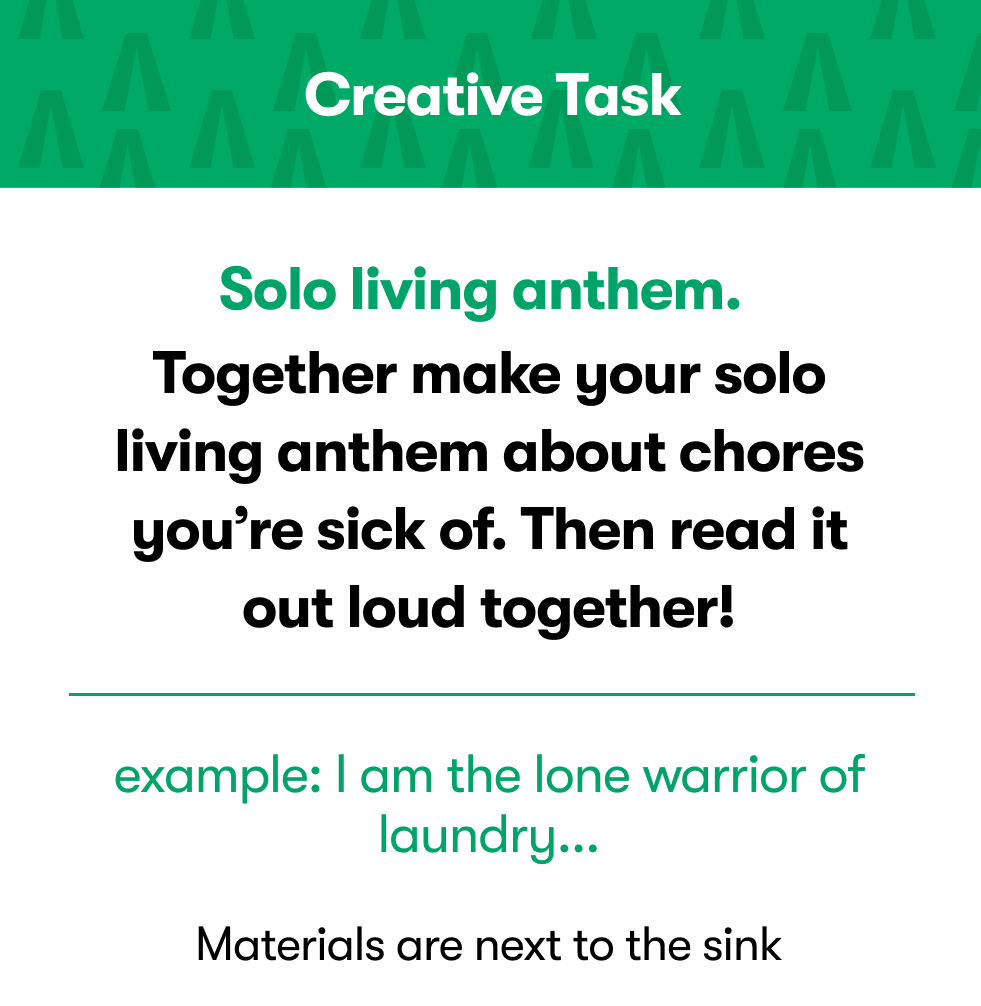 Creative Task
Solo living anthem.
Together make your solo
living anthem about chores
you’re sick of. Then read it
out loud together!
example: I am the lone warrior of
laundry...
Materials are next to the sink